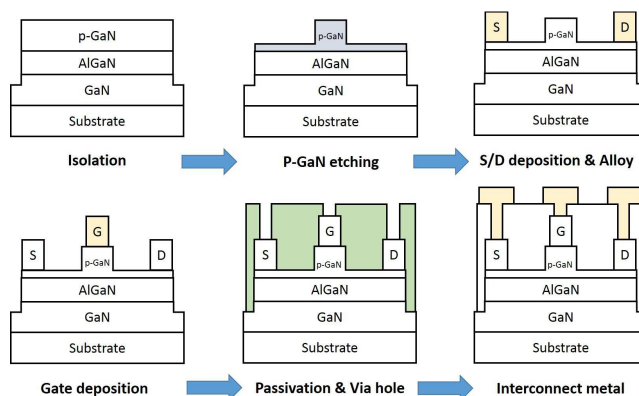 p-GaN
AlGaN
GaN
Substrate
Isolation
p-GaN
AlGaN
GaN
Substrate
P-GaN etching
S
p-GaN
D
AlGaN
GaN
Substrate
S/D deposition & Alloy
G
S
p-GaN
D
AlGaN
GaN
Substrate
Gate deposition
G
S
p-GaN
D
AlGaN
GaN
Substrate
Passivation & Via hole
G
S
p-GaN
D
AlGaN
GaN
Substrate
Interconnect metal